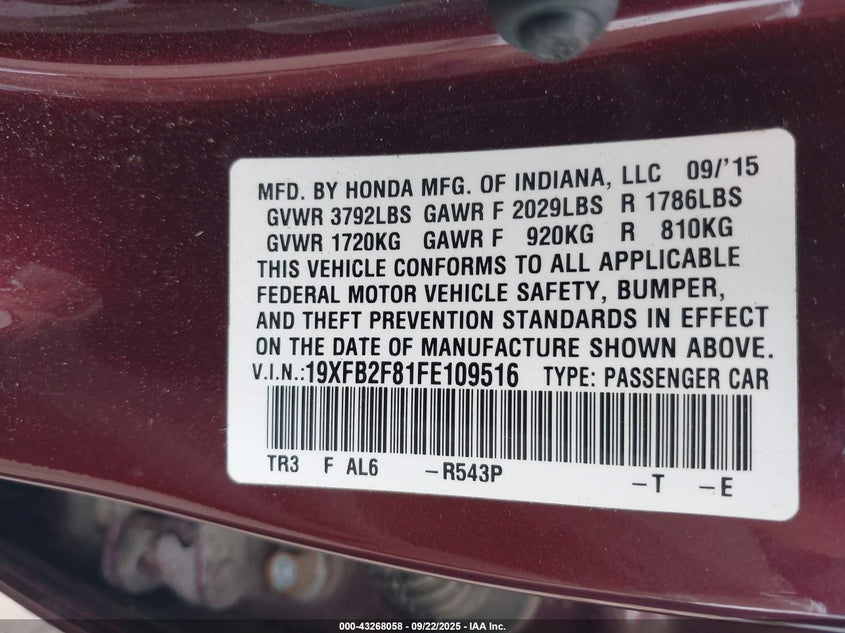 MFD. BY HONDA MFG. OF INDIANA, LLC 09/'15
GVWR 3792LBS GAWR F 2029LBS R 1786LBS
GVWR 1720KG GAWR F 920KG R 810KG
THIS VEHICLE CONFORMS TO ALL APPLICABLE
FEDERAL MOTOR VEHICLE SAFETY, BUMPER,
AND THEFT PREVENTION STANDARDS IN EFFECT
ON THE DATE OF MANUFACTURE SHOWN ABOVE.
V.I.N.:19XFB2F81FE109516 TYPE: PASSENGER CAR
TR3 F AL6 -R543P -T -E
000-43268058 - 09/22/2025 - IAA Inc.